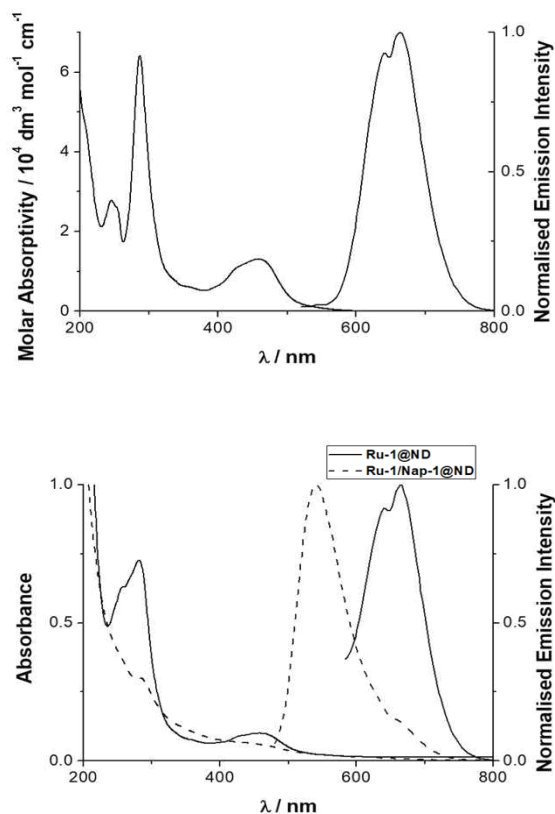 Molar Absorptivity / 10⁴ dm³ mol⁻¹ cm⁻¹
6
4
2
0
200
400
600
800
λ / nm
1.0
0.5
0.0
Normalised Emission Intensity
Ru-1@ND
Ru-1/Nap-1@ND
Absorbance
1.0
0.5
0.0
200
400
600
800
λ / nm
1.0
0.5
0.0
Normalised Emission Intensity